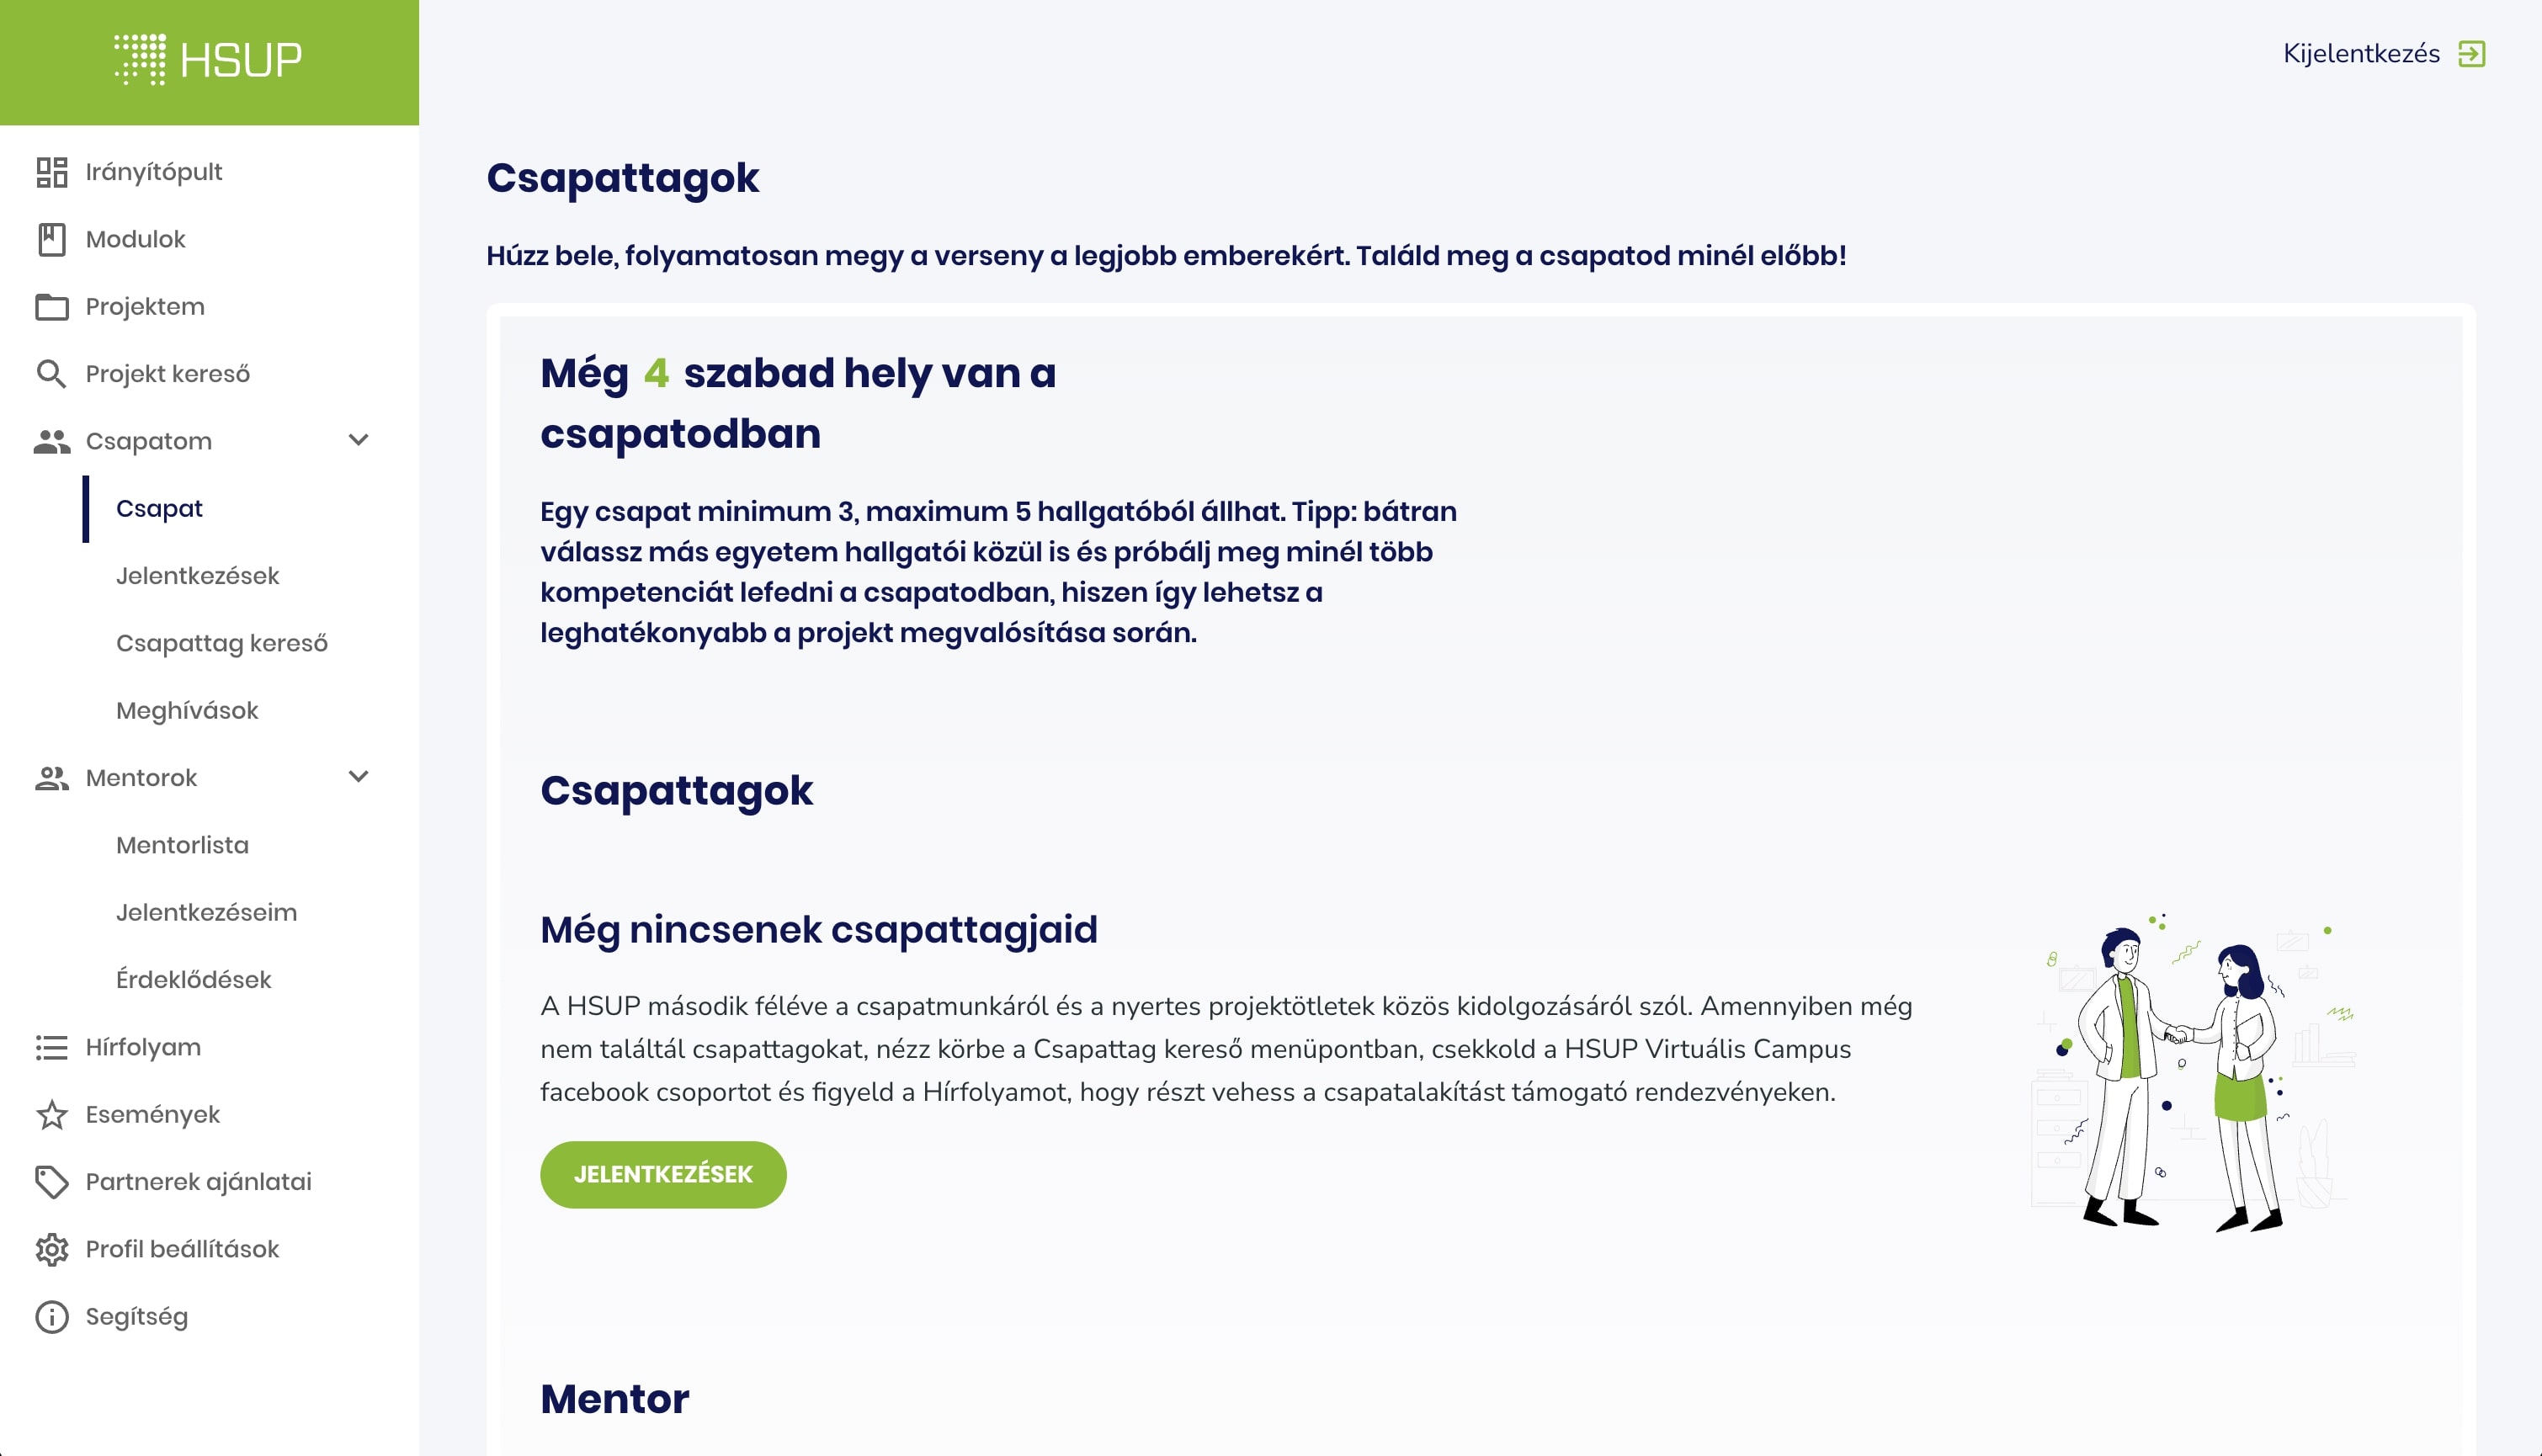 HSUP
Kijelentkezés
Irányítópult
Modulok
Projektem
Projekt kereső
Csapatom
Csapat
Jelentkezések
Csapattag kereső
Meghívások
Mentorok
Mentorlista
Jelentkezéseim
Érdeklődések
Hírfolyam
Események
Partnerek ajánlatai
Profil beállítások
Segítség
Csapattagok
Húzz bele, folyamatosan megy a verseny a legjobb emberekért. Találd meg a csapatod minél előbb!
Még 4 szabad hely van a
csapatodban
Egy csapat minimum 3, maximum 5 hallgatóból állhat. Tipp: bátran
válassz más egyetem hallgatói közül is és próbálj meg minél több
kompetenciát lefedni a csapatodban, hiszen így lehetsz a
leghatékonyabb a projekt megvalósítása során.
Csapattagok
Még nincsenek csapattagjaid
A HSUP második féléve a csapatmunkáról és a nyertes projektötletek közös kidolgozásáról szól. Amennyiben még
nem találtál csapattagokat, nézz körbe a Csapattag kereső menüpontban, csekkold a HSUP Virtuális Campus
facebook csoportot és figyeld a Hírfolyamot, hogy részt vehess a csapatalakítást támogató rendezvényeken.
JELENTKEZÉSEK
Mentor